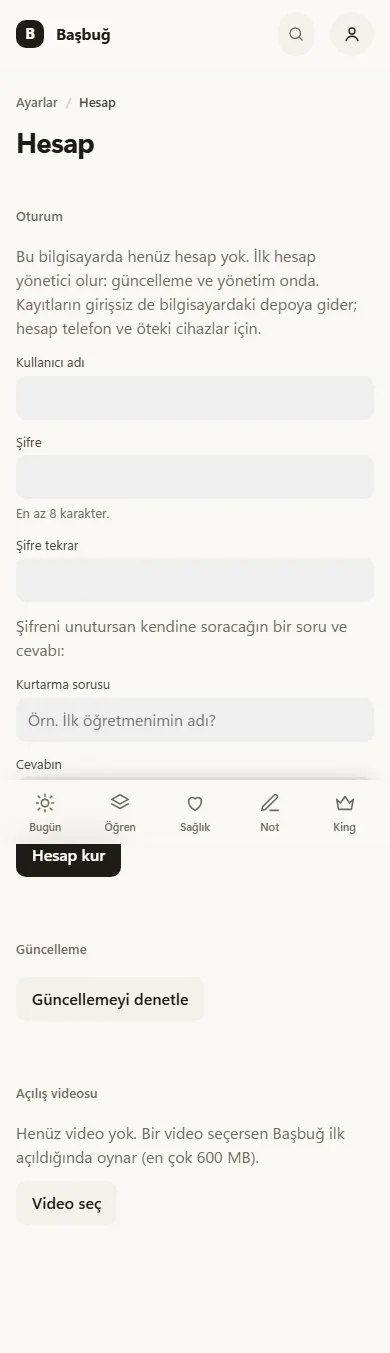 B Başbuğ
Ayarlar / Hesap
Hesap
Oturum
Bu bilgisayarda henüz hesap yok. İlk hesap
yönetici olur: güncelleme ve yönetim onda.
Kayıtların girişsiz de bilgisayardaki depoya gider;
hesap telefon ve öteki cihazlar için.
Kullanıcı adı
Şifre
En az 8 karakter.
Şifre tekrar
Şifreni unutursan kendine soracağın bir soru ve
cevabı:
Kurtarma sorusu
Örn. İlk öğretmenimin adı?
Cevabın
Bugün Öğren Sağlık Not King
Hesap kur
Güncelleme
Güncellemeyi denetle
Açılış videosu
Henüz video yok. Bir video seçersen Başbuğ ilk
açıldığında oynar (en çok 600 MB).
Video seç